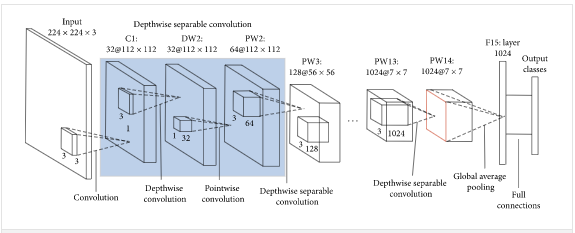 Depthwise separable convolution
Input
224 × 224 × 3
C1:
32@112 × 112
DW2:
32@112 × 112
PW2:
64@112 × 112
PW3:
128@56 × 56
PW13:
1024@7 × 7
PW14:
1024@7 × 7
F15: layer
1024
Output
classes
3
3
3
1
1
32
3
64
3
128
...
3
1024
Convolution
Depthwise
convolution
Pointwise
convolution
Depthwise separable
convolution
Depthwise separable
convolution
Global average
pooling
Full
connections